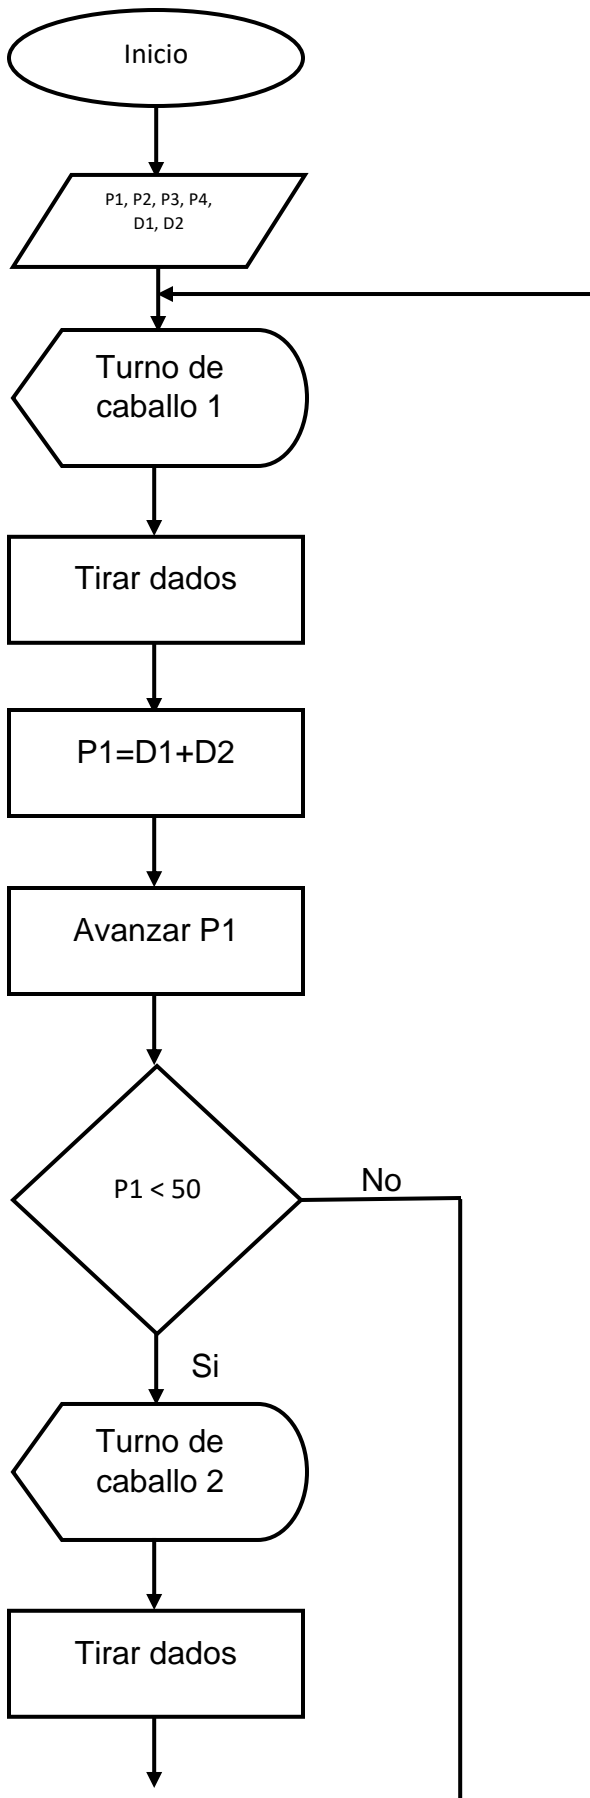 Inicio
P1, P2, P3, P4,
D1, D2
Turno de
caballo 1
Tirar dados
P1=D1+D2
Avanzar P1
P1 < 50
No
Si
Turno de
caballo 2
Tirar dados